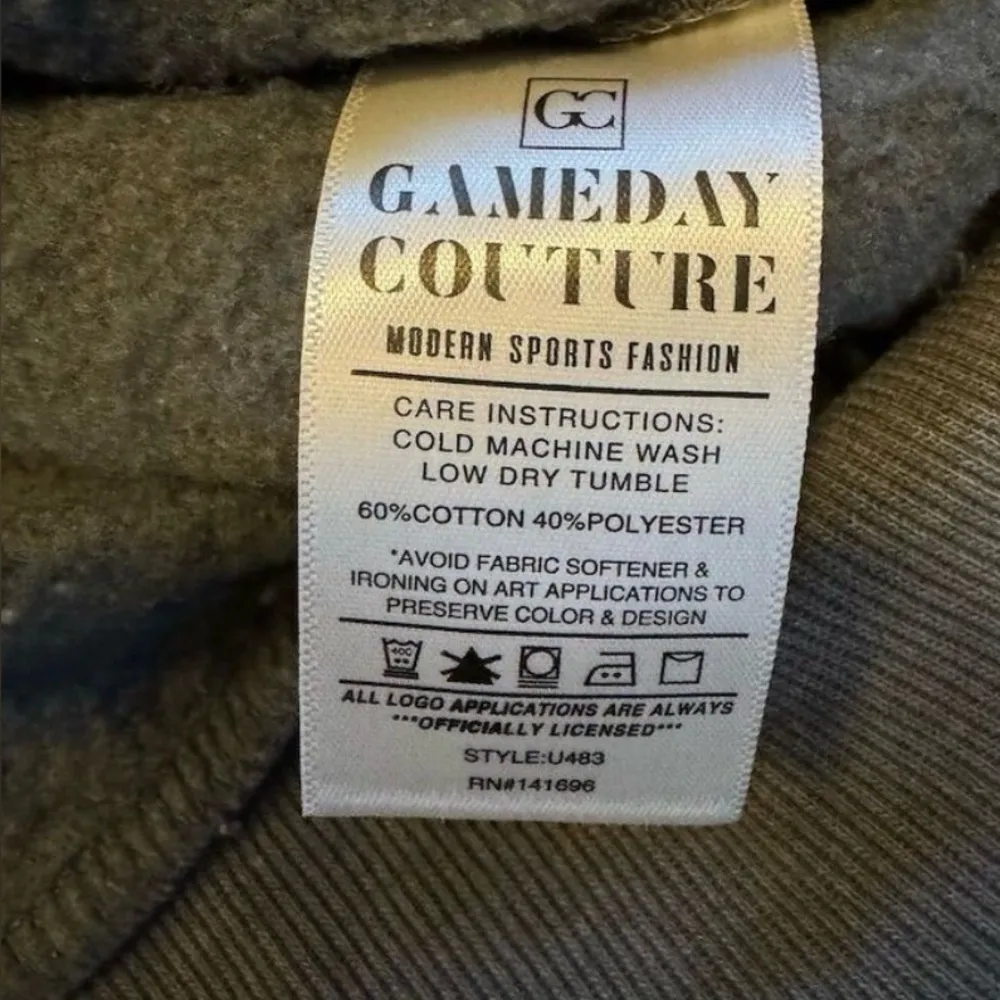 GC
GAMEDAY
COUTURE
MODERN SPORTS FASHION
CARE INSTRUCTIONS:
COLD MACHINE WASH
LOW DRY TUMBLE
60%COTTON 40%POLYESTER
*AVOID FABRIC SOFTENER &
IRONING ON ART APPLICATIONS TO
PRESERVE COLOR & DESIGN
40C
ALL LOGO APPLICATIONS ARE ALWAYS
***OFFICIALLY LICENSED***
STYLE:U483
RN#141696